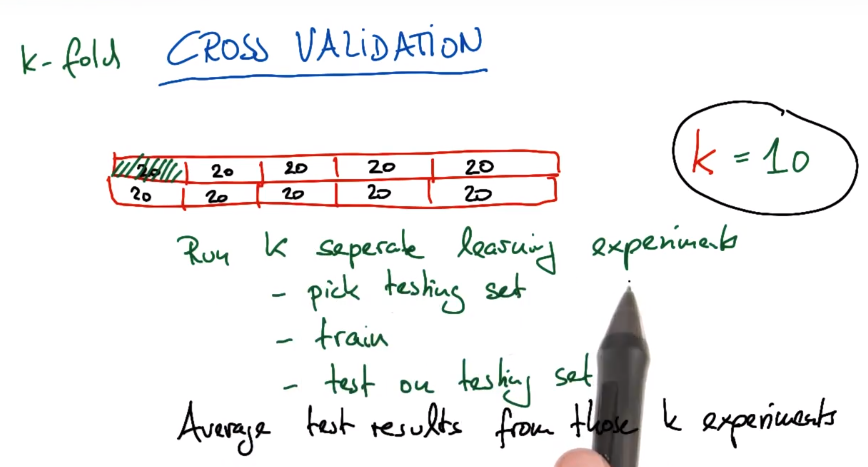 k-fold CROSS VALIDATION
20 20 20 20 20
20 20 20 20 20
k = 10
Run k seperate learning experiments
- pick testing set
- train
- test on testing set
Average test results from those k experiments